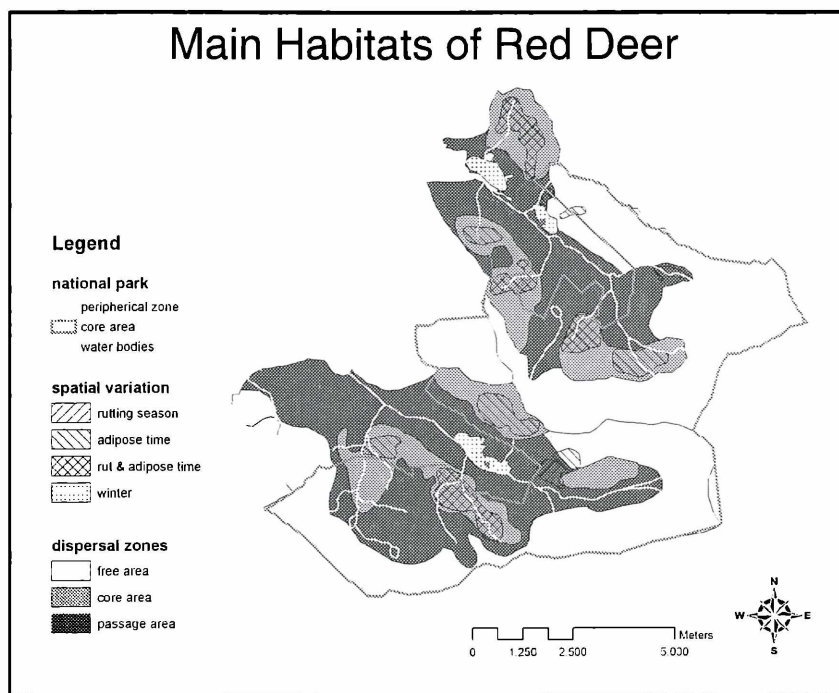 Main Habitats of Red Deer
Legend
national park
peripherical zone
core area
water bodies
spatial variation
rutting season
adipose time
rut & adipose time
winter
dispersal zones
free area
core area
passage area
N
W E
S
Meters
0 1.250 2.500 5.000